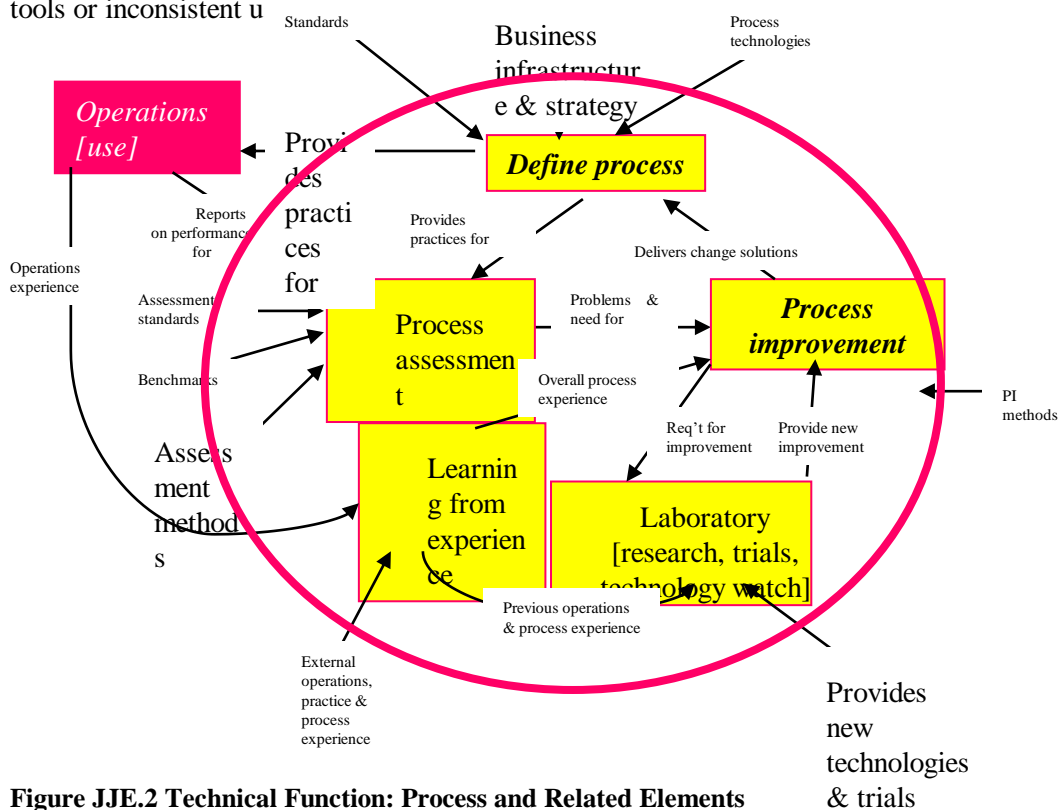 tools or inconsistent u
Standards
Process
technologies
Business
infrastructur
e & strategy
Operations
[use]
Provi
des
practi
ces
for
Define process
Reports
on performance
for
Provides
practices for
Delivers change solutions
Operations
experience
Assessment
standards
Problems &
need for
Process
assessmen
t
Process
improvement
Benchmarks
Overall process
experience
PI
methods
Req't for
improvement
Provide new
improvement
Assess
ment
method
s
Learnin
g from
experien
ce
Laboratory
[research, trials,
technology watch]
Previous operations
& process experience
External
operations,
practice &
process
experience
Provides
new
technologies
& trials
Figure JJE.2 Technical Function: Process and Related Elements